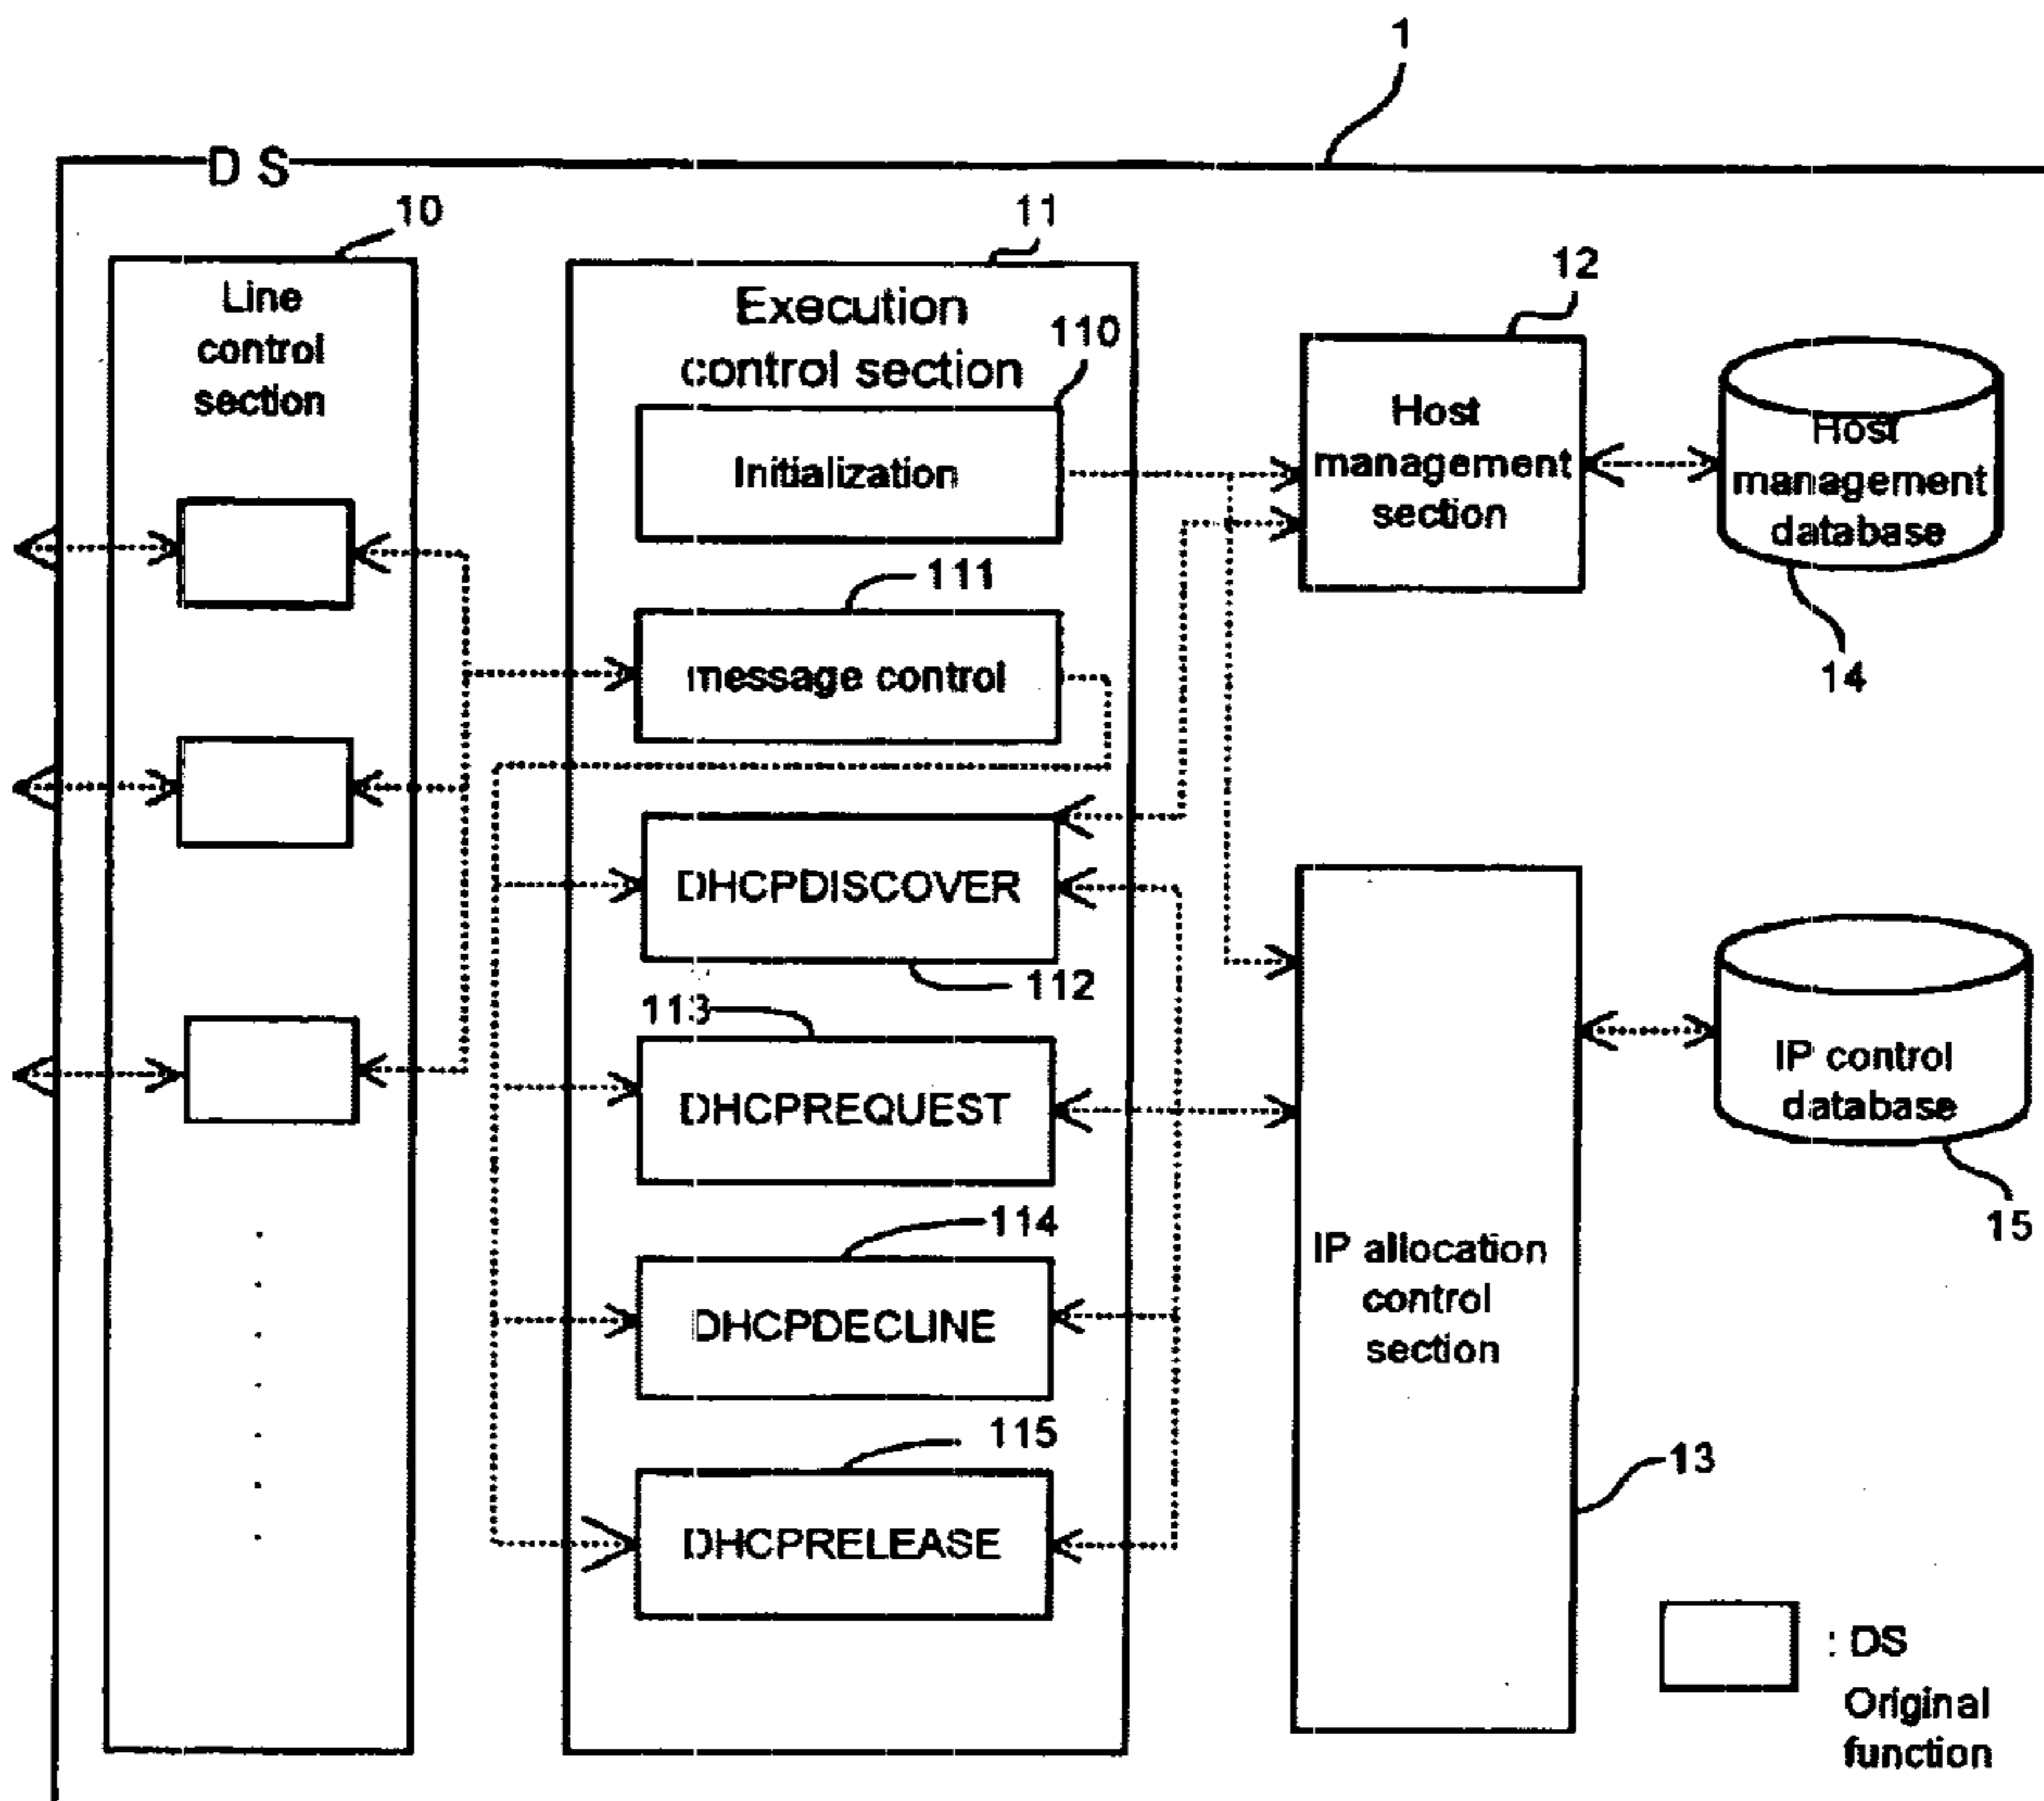 1
D S
10
11
12
Line
control
section
Execution
control section
110
Initialization
111
message control
DHCPDISCOVER
112
113
DHCPREQUEST
114
DHCPDECLINE
115
DHCPRELEASE
Host
management
section
Host
management
database
14
IP allocation
control
section
13
IP control
database
15
: DS
Original
function